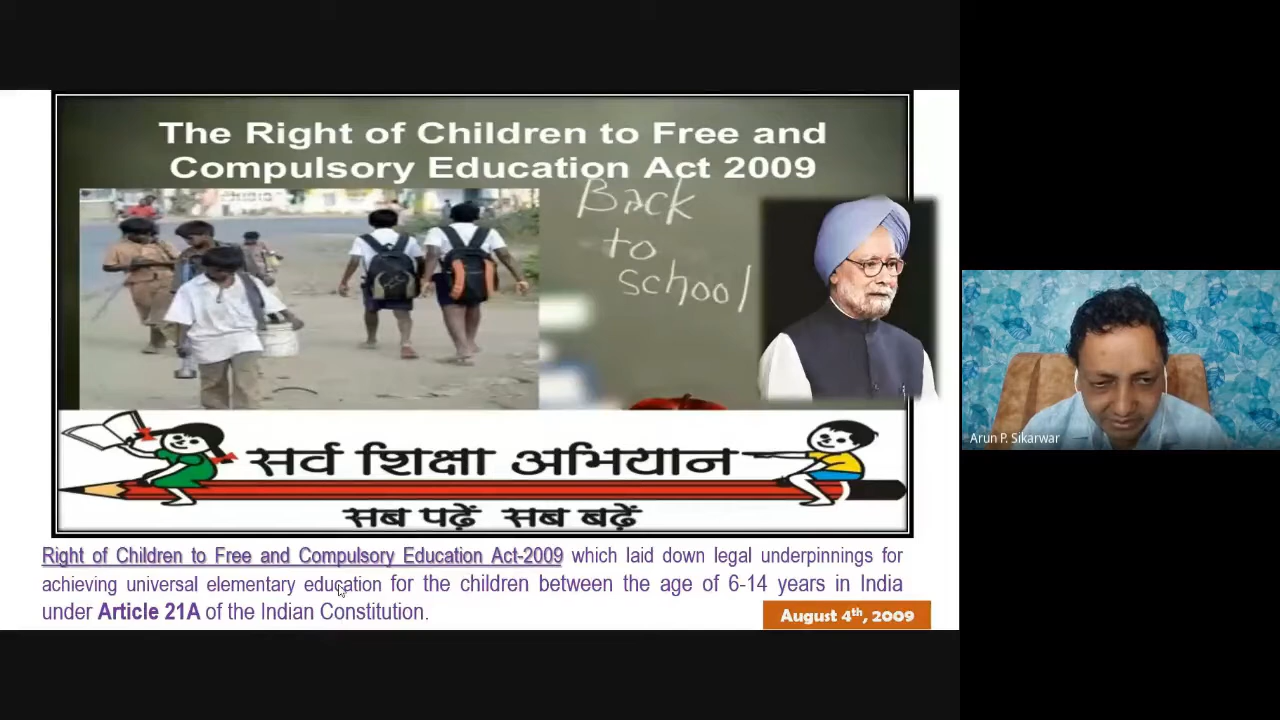 The Right of Children to Free and
Compulsory Education Act 2009
Back
to
school
सर्व शिक्षा अभियान
सब पढ़ें सब बढ़ें
Right of Children to Free and Compulsory Education Act-2009 which laid down legal underpinnings for
achieving universal elementary education for the children between the age of 6-14 years in India
under Article 21A of the Indian Constitution.
August 4th, 2009
Arun P. Sikarwar